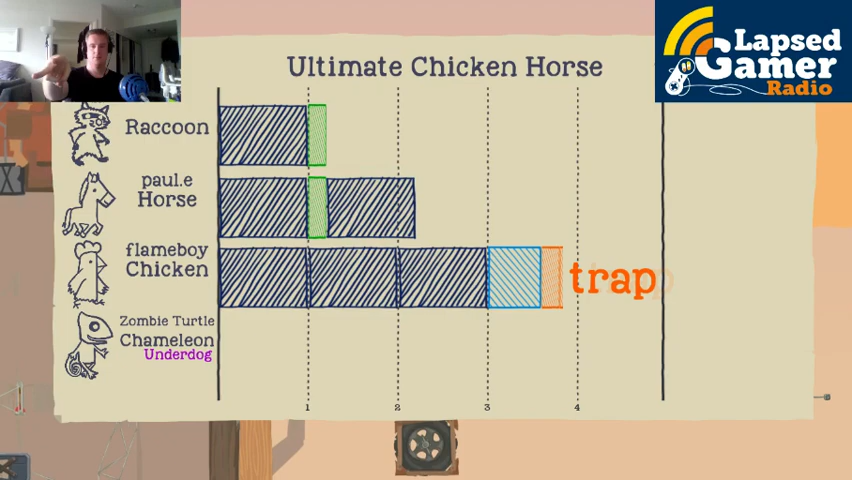 Lapsed
Gamer
Radio
Ultimate Chicken Horse
Raccoon
paul.e
Horse
flameboy
Chicken
trap
Zombie Turtle
Chameleon
Underdog
1 2 3 4